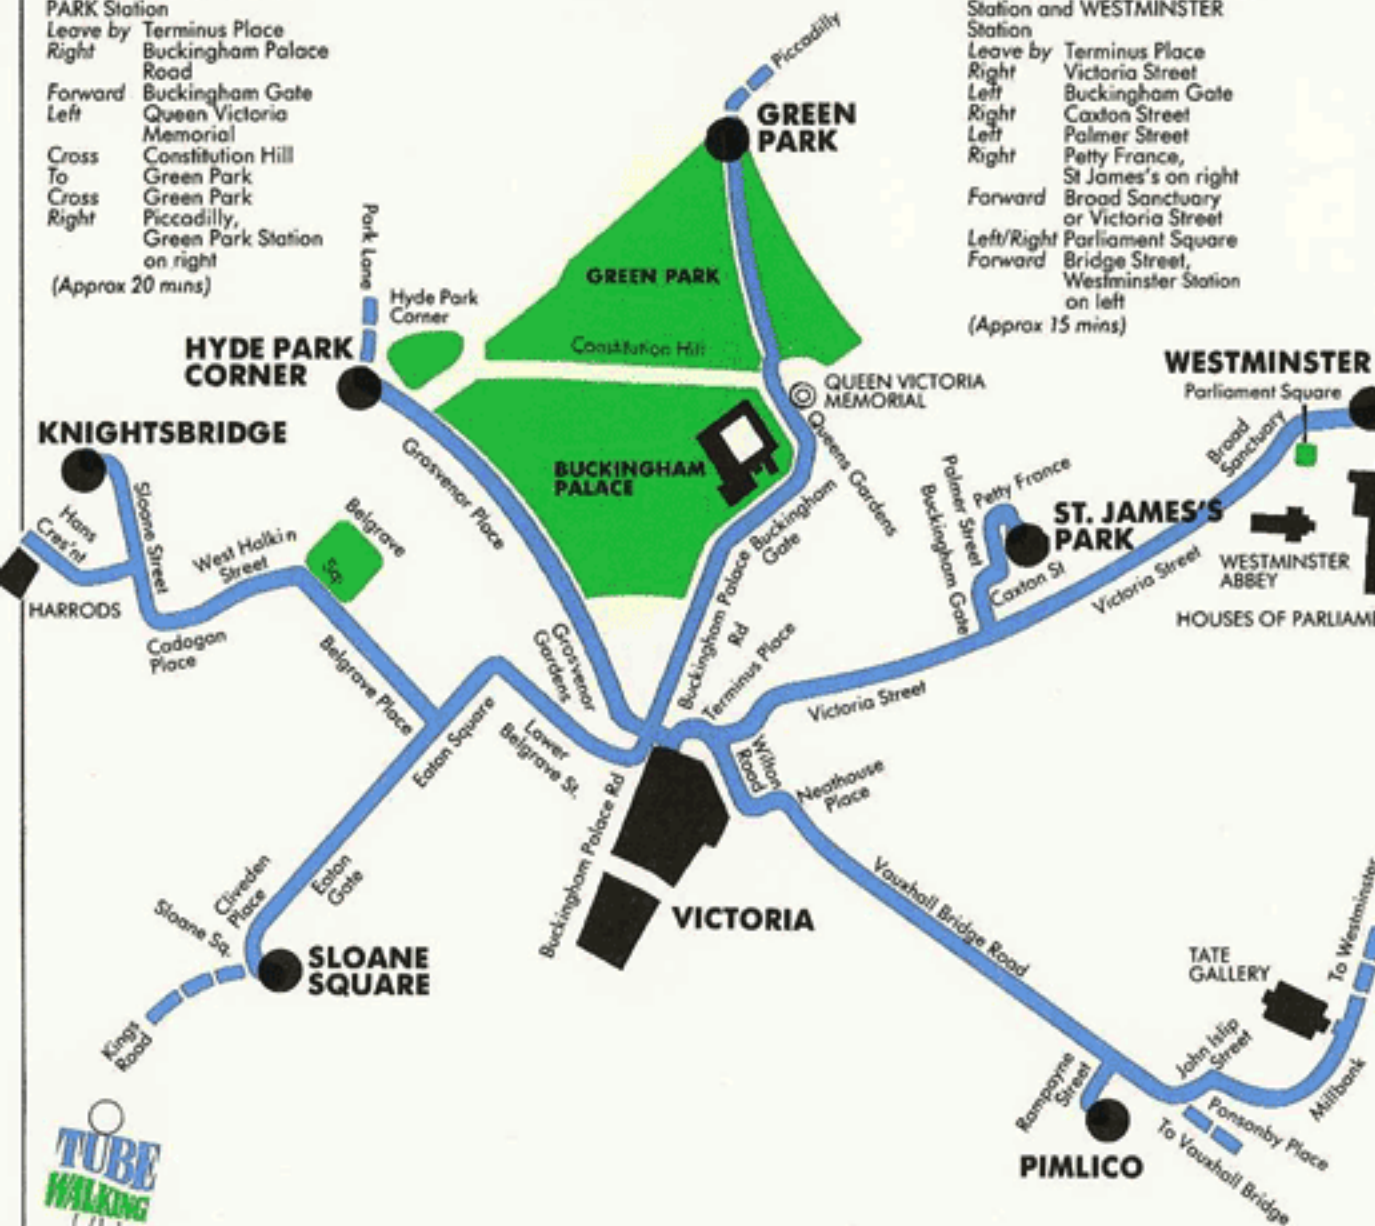 PARK Station
Leave by Terminus Place
Right Buckingham Palace
Road
Forward Buckingham Gate
Left Queen Victoria
Memorial
Cross Constitution Hill
To Green Park
Cross Green Park
Right Piccadilly,
Green Park Station
on right
(Approx 20 mins)
Station and WESTMINSTER
Station
Leave by Terminus Place
Right Victoria Street
Left Buckingham Gate
Right Caxton Street
Left Palmer Street
Right Petty France,
St James's on right
Forward Broad Sanctuary
or Victoria Street
Left/Right Parliament Square
Forward Bridge Street,
Westminster Station
on left
(Approx 15 mins)
Piccadilly
GREEN
PARK
Park Lane
Hyde Park
Corner
GREEN PARK
Constitution Hill
HYDE PARK
CORNER
QUEEN VICTORIA
MEMORIAL
WESTMINSTER
Parliament Square
KNIGHTSBRIDGE
Grosvenor Place
BUCKINGHAM
PALACE
Queens Gardens
Broad
Sanctuary
Hans
Cres'nt
Sloane Street
West Halkin
Street
Belgrave
Sq.
Buckingham
Gate
Palmer Street
Petty France
Buckingham Gate
ST. JAMES'S
PARK
Caxton St
Victoria Street
WESTMINSTER
ABBEY
HOUSES OF PARLIAM
HARRODS
Cadogan
Place
Belgrave Place
Grosvenor
Gardens
Buckingham Palace
Rd
Terminus Place
Victoria Street
Eaton Square
Lower
Belgrave St.
Wilton
Road
Neathouse
Place
Buckingham Palace Rd
VICTORIA
Vauxhall Bridge Road
Cliveden
Place
Eaton
Gate
Sloane Sq.
SLOANE
SQUARE
Kings
Road
TATE
GALLERY
To Westminster
John Islip
Street
Rampayne
Street
Millbank
Ponsonby Place
To Vauxhall Bridge
PIMLICO
TUBE
WALKING